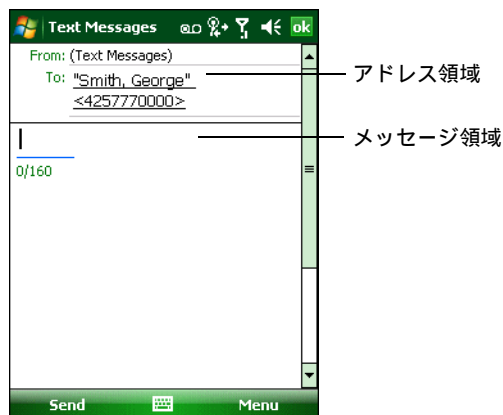 Text Messages
ok
From: (Text Messages)
To: "Smith, George"
<4257770000>
アドレス領域
メッセージ領域
0/160
Send
Menu